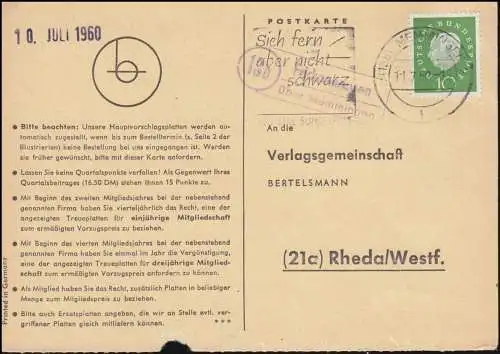 10. JULI 1960
b
Bitte beachten: Unsere Hauptvorschlagsplatten werden au-
tomatisch zugestellt, wenn bis zum Bestelltermin (s. Seite 2 der
Illustrierten) keine Bestellung bei uns eingegangen ist. Werden
sie früher gewünscht, bitte mit dieser Karte anfordern.
Lassen Sie keine Quartalspunkte verfallen! Als Gegenwert Ihres
Quartalsbeitrages (16.50 DM) stehen Ihnen 15 Punkte zu.
Mit Beginn des zweiten Mitgliedsjahres bei der nebenstehend
genannten Firma haben Sie vierteljährlich das Recht, eine der
angezeigten Treueplatten für einjährige Mitgliedschaft
zum ermäßigten Vorzugspreis zu beziehen.
Mit Beginn des vierten Mitgliedsjahres bei der nebenstehend
genannten Firma haben Sie einmal im Jahr die Vergünstigung,
eine der angezeigten Treueplatten für dreijährige Mitglied-
schaft zum ermäßigten Vorzugspreis anfordern zu können.
Als Mitglied haben Sie das Recht, zusätzlich Platten in beliebiger
Menge zum Mitgliedspreis zu beziehen.
Bitte auch Ersatzplatten angeben, die wir an Stelle evtl. ver-
griffener Platten gleich mitliefern können. ***
Printed in Germany
POSTKARTE
Sich fern
aber nicht
schwarz
über Memmingen
DEUTSCHE BUNDESPOST
10
An die
Verlagsgemeinschaft
BERTELSMANN
(21a) Rheda/Westf.